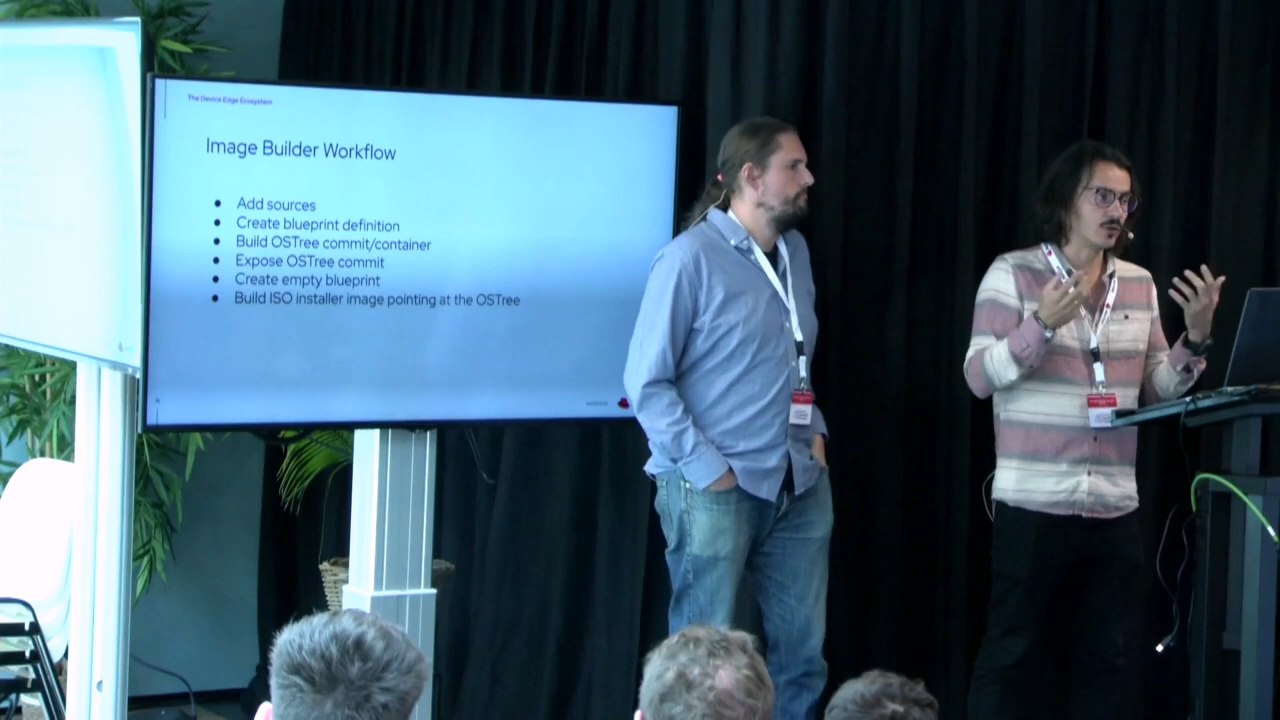 The Device Edge Ecosystem
Image Builder Workflow
Add sources
Create blueprint definition
Build OSTree commit/container
Expose OSTree commit
Create empty blueprint
Build ISO installer image pointing at the OSTree